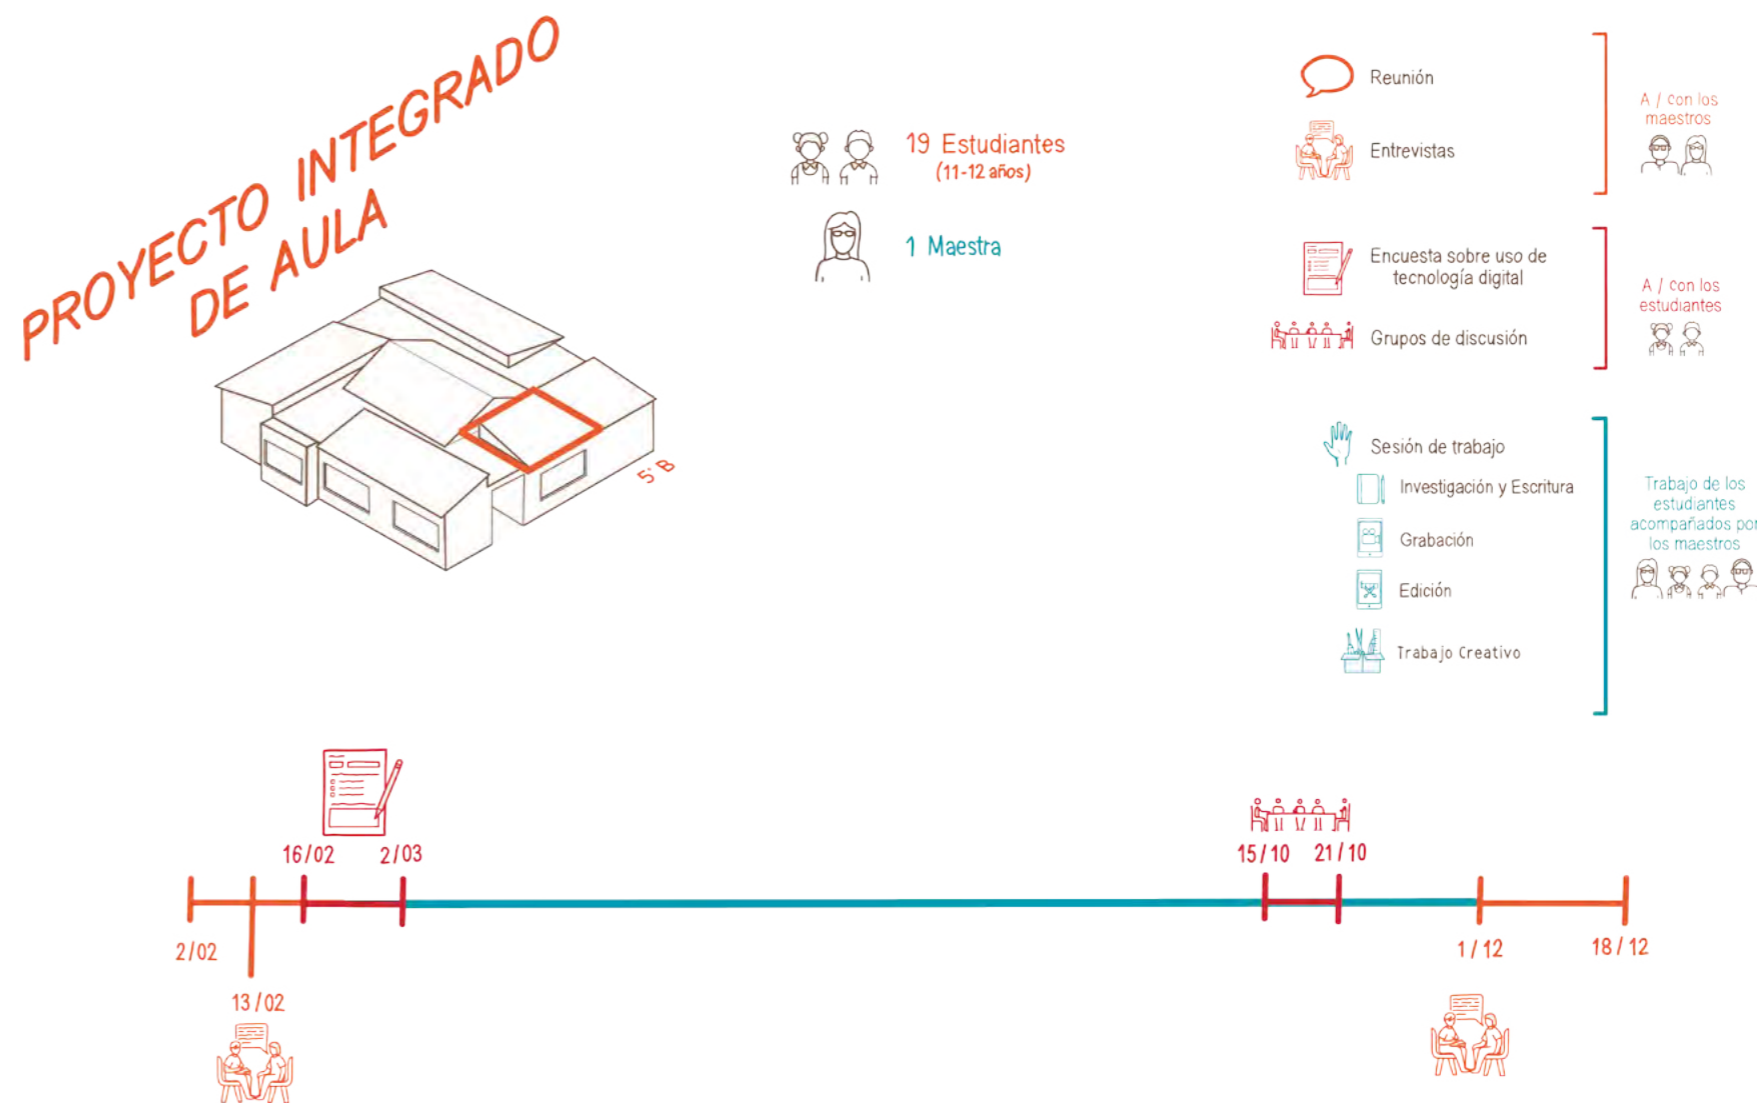 PROYECTO INTEGRADO
DE AULA
5° B
19 Estudiantes
(11-12 años)
1 Maestra
Reunión
Entrevistas
A / con los
maestros
Encuesta sobre uso de
tecnología digital
Grupos de discusión
A / con los
estudiantes
Sesión de trabajo
Investigación y Escritura
Grabación
Edición
Trabajo Creativo
Trabajo de los
estudiantes
acompañados por
los maestros
16/02
2/03
15/10
21/10
2/02
1/12
18/12
13/02